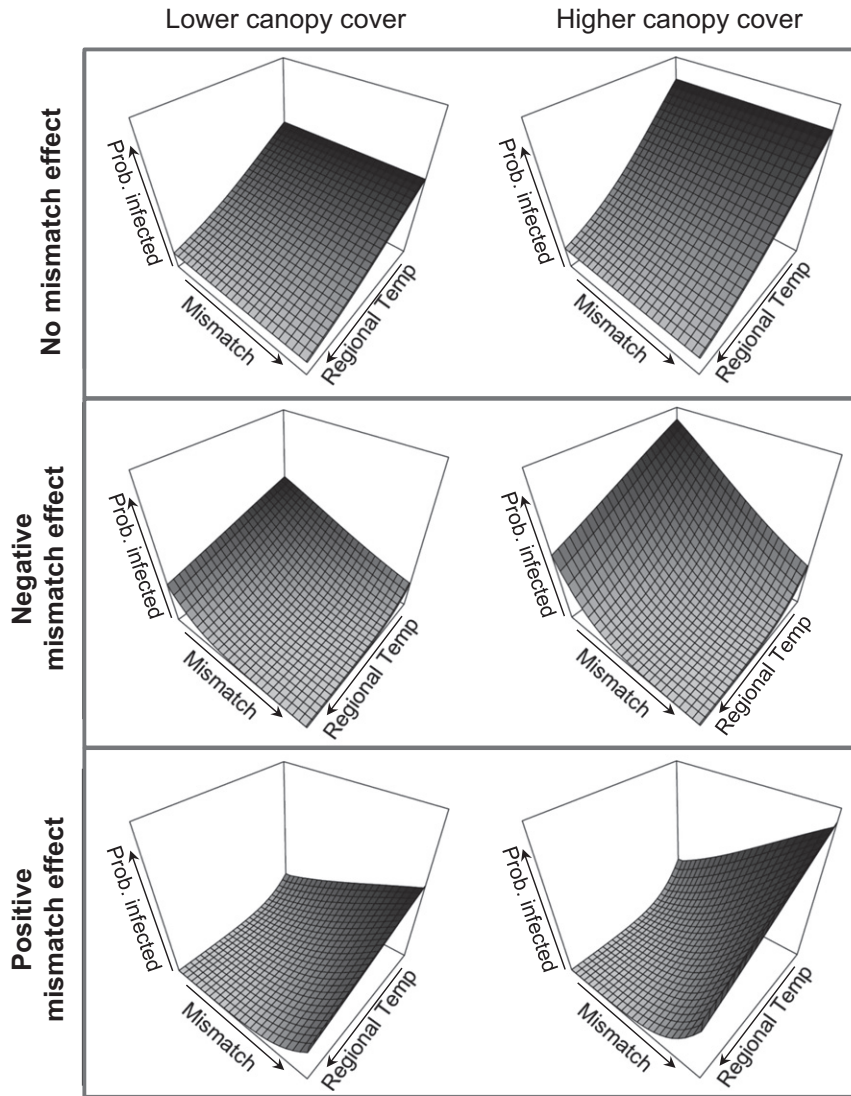 Lower canopy cover
Higher canopy cover
No mismatch effect
Prob. infected
Mismatch
Regional Temp
Prob. infected
Mismatch
Regional Temp
Negative
mismatch effect
Prob. infected
Mismatch
Regional Temp
Prob. infected
Mismatch
Regional Temp
Positive
mismatch effect
Prob. infected
Mismatch
Regional Temp
Prob. infected
Mismatch
Regional Temp